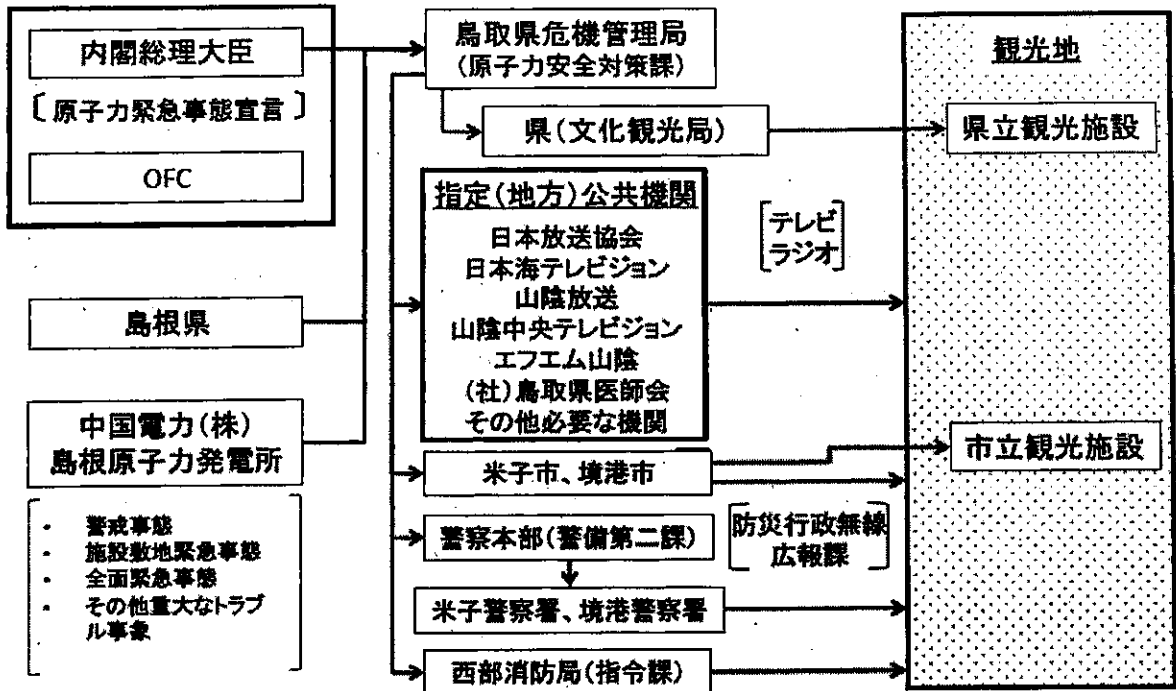 内閣総理大臣
〔 原子力緊急事態宣言 〕
OFC
島根県
中国電力(株)
島根原子力発電所
・ 警戒事態
・ 施設敷地緊急事態
・ 全面緊急事態
・ その他重大なトラブ
ル事象
鳥取県危機管理局
(原子力安全対策課)
県(文化観光局)
指定(地方)公共機関
日本放送協会
日本海テレビジョン
山陰放送
山陰中央テレビジョン
エフエム山陰
(社)鳥取県医師会
その他必要な機関
米子市、境港市
警察本部(警備第二課)
米子警察署、境港警察署
西部消防局(指令課)
テレビ
ラジオ
防災行政無線
広報課
観光地
県立観光施設
市立観光施設